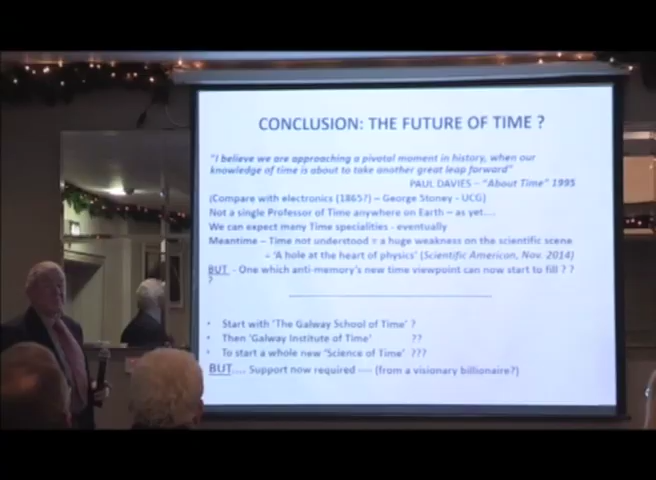 CONCLUSION: THE FUTURE OF TIME ?
"I believe we are approaching a pivotal moment in history, when our
knowledge of time is about to take another great leap forward"
PAUL DAVIES – "About Time" 1995
(Compare with electronics (1865?) – George Stoney - UCG)
Not a single Professor of Time anywhere on Earth – as yet....
We can expect many Time specialities - eventually
Meantime – Time not understood = a huge weakness on the scientific scene
= 'A hole at the heart of physics' (Scientific American, Nov. 2014)
BUT - One which anti-memory's new time viewpoint can now start to fill ? ?
?
• Start with 'The Galway School of Time' ?
• Then 'Galway Institute of Time' ??
• To start a whole new 'Science of Time' ???
BUT.... Support now required ---- (from a visionary billionaire?)